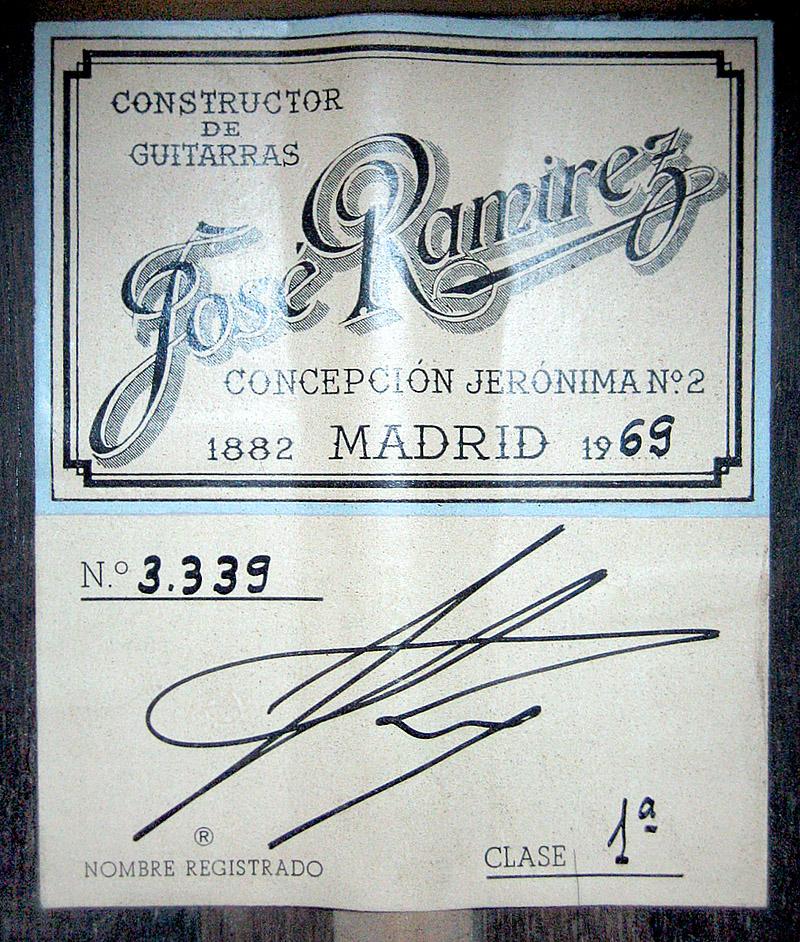 CONSTRUCTOR
DE
GUITARRAS
José Ramirez
CONCEPCIÓN JERÓNIMA Nº 2
1882 MADRID 1969
N.º 3.339
®
NOMBRE REGISTRADO
CLASE 1ª